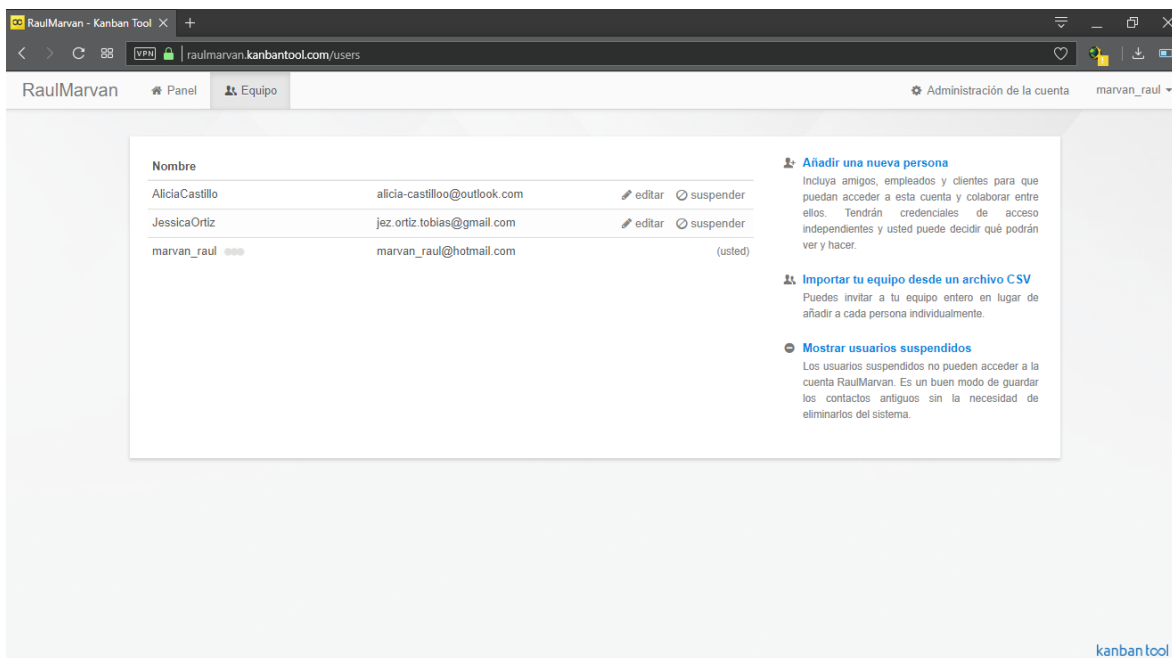 RaulMarvan - Kanban Tool
VPN raulmarvan.kanbantool.com/users
RaulMarvan Panel Equipo Administración de la cuenta marvan_raul
Nombre
AliciaCastillo alicia-castilloo@outlook.com editar suspender
JessicaOrtiz jez.ortiz.tobias@gmail.com editar suspender
marvan_raul marvan_raul@hotmail.com (usted)
Añadir una nueva persona
Incluya amigos, empleados y clientes para que
puedan acceder a esta cuenta y colaborar entre
ellos. Tendrán credenciales de acceso
independientes y usted puede decidir qué podrán
ver y hacer.
Importar tu equipo desde un archivo CSV
Puedes invitar a tu equipo entero en lugar de
añadir a cada persona individualmente.
Mostrar usuarios suspendidos
Los usuarios suspendidos no pueden acceder a la
cuenta RaulMarvan. Es un buen modo de guardar
los contactos antiguos sin la necesidad de
eliminarlos del sistema.
kanbantool